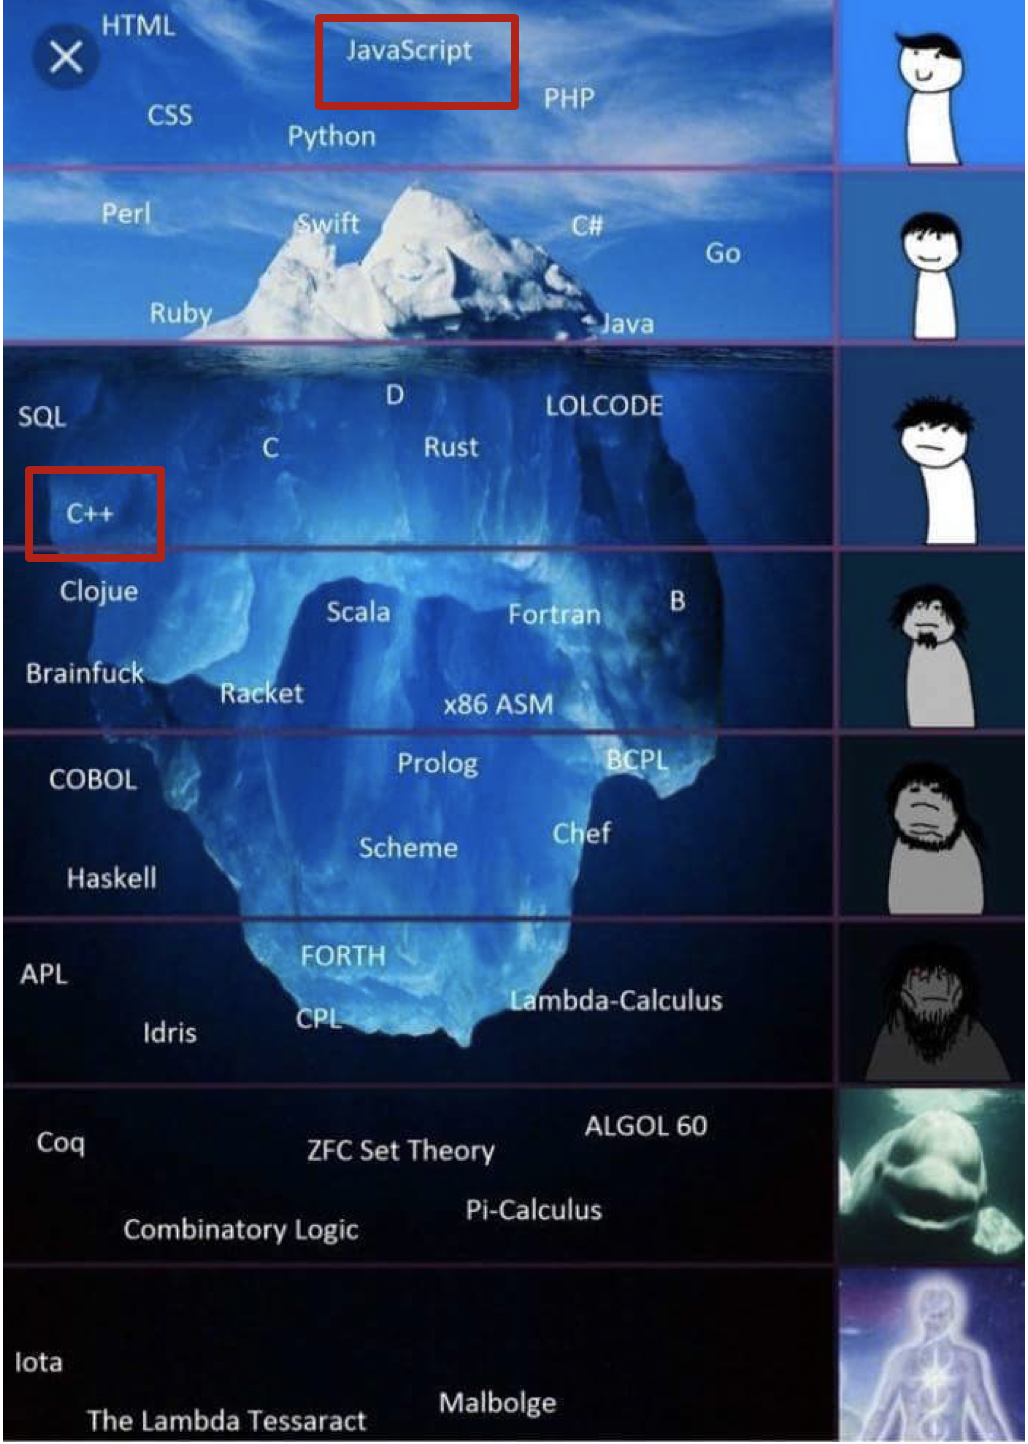 HTML
JavaScript
PHP
CSS
Python
Perl
Swift
C#
Go
Ruby
Java
D
LOLCODE
SQL
C
Rust
C++
Clojue
Scala
Fortran
B
Brainfuck
Racket
x86 ASM
Prolog
BCPL
COBOL
Chef
Scheme
Haskell
FORTH
APL
Lambda-Calculus
CPL
Idris
ALGOL 60
Coq
ZFC Set Theory
Pi-Calculus
Combinatory Logic
Iota
Malbolge
The Lambda Tessaract